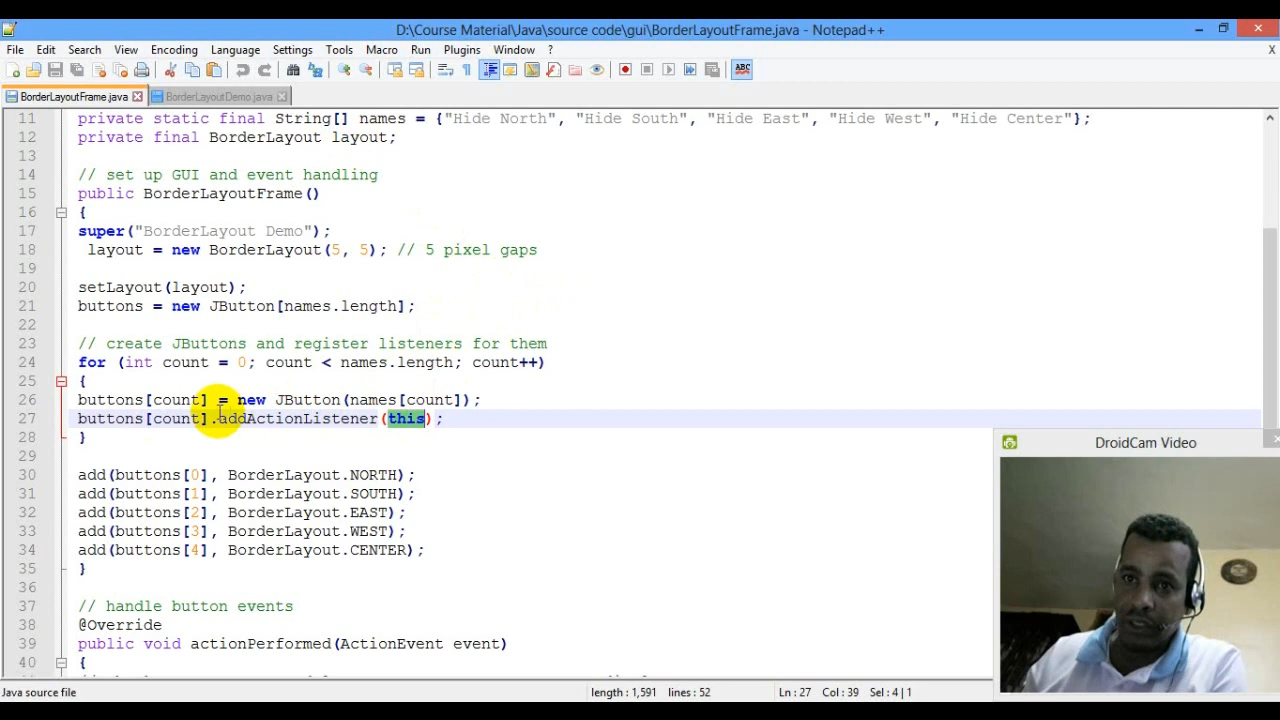 D:\Course Material\Java\source code\gui\BorderLayoutFrame.java - Notepad++
File Edit Search View Encoding Language Settings Tools Macro Run Plugins Window ? X
BorderLayoutFrame.java BorderLayoutDemo.java
11 private static final String[] names = {"Hide North", "Hide South", "Hide East", "Hide West", "Hide Center"};
12 private final BorderLayout layout;
13
14 // set up GUI and event handling
15 public BorderLayoutFrame()
16 {
17 super("BorderLayout Demo");
18 layout = new BorderLayout(5, 5); // 5 pixel gaps
19
20 setLayout(layout);
21 buttons = new JButton[names.length];
22
23 // create JButtons and register listeners for them
24 for (int count = 0; count < names.length; count++)
25 {
26 buttons[count] = new JButton(names[count]);
27 buttons[count].addActionListener(this);
28 }
29
30 add(buttons[0], BorderLayout.NORTH);
31 add(buttons[1], BorderLayout.SOUTH);
32 add(buttons[2], BorderLayout.EAST);
33 add(buttons[3], BorderLayout.WEST);
34 add(buttons[4], BorderLayout.CENTER);
35 }
36
37 // handle button events
38 @Override
39 public void actionPerformed(ActionEvent event)
40 {
DroidCam Video
Java source file length : 1,591 lines : 52 Ln : 27 Col : 39 Sel : 4 | 1